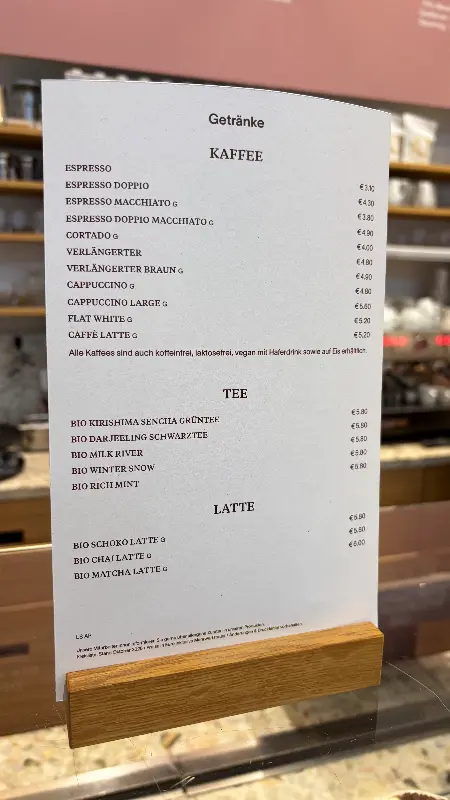 Getränke
KAFFEE
ESPRESSO €3,10
ESPRESSO DOPPIO €4,30
ESPRESSO MACCHIATO G €3,80
ESPRESSO DOPPIO MACCHIATO G €4,90
CORTADO G €4,00
VERLÄNGERTER €4,80
VERLÄNGERTER BRAUN G €4,90
CAPPUCCINO G €4,80
CAPPUCCINO LARGE G €5,60
FLAT WHITE G €5,20
CAFFÈ LATTE G €5,20
Alle Kaffees sind auch koffeinfrei, laktosefrei, vegan mit Haferdrink sowie auf Eis erhältlich.
TEE
BIO KIRISHIMA SENCHA GRÜNTEE €5,80
BIO DARJEELING SCHWARZTEE €5,80
BIO MILK RIVER €5,80
BIO WINTER SNOW €5,80
BIO RICH MINT €5,80
LATTE
BIO SCHOKO LATTE G €5,80
BIO CHAI LATTE G €5,80
BIO MATCHA LATTE G €6,00